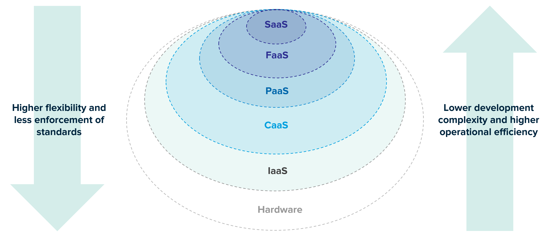 SaaS
FaaS
PaaS
CaaS
IaaS
Hardware
Higher flexibility and
less enforcement of
standards
Lower development
complexity and higher
operational efficiency